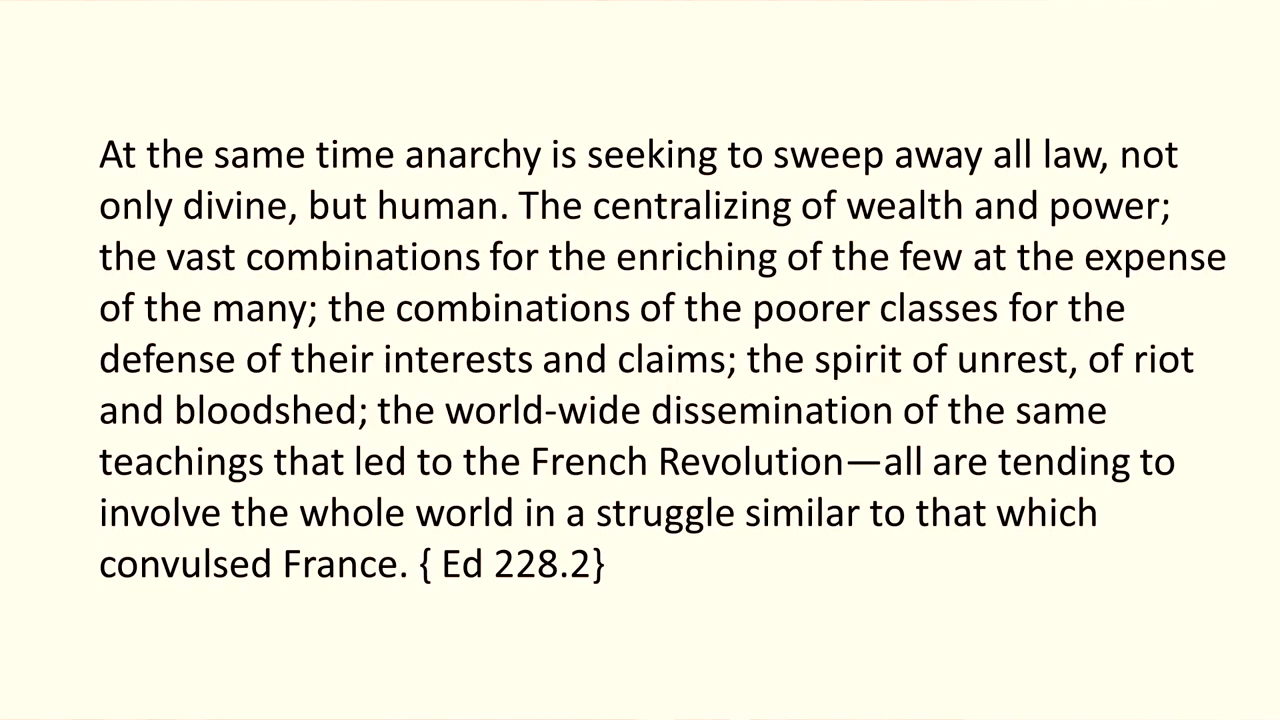 At the same time anarchy is seeking to sweep away all law, not
only divine, but human. The centralizing of wealth and power;
the vast combinations for the enriching of the few at the expense
of the many; the combinations of the poorer classes for the
defense of their interests and claims; the spirit of unrest, of riot
and bloodshed; the world-wide dissemination of the same
teachings that led to the French Revolution—all are tending to
involve the whole world in a struggle similar to that which
convulsed France. { Ed 228.2}